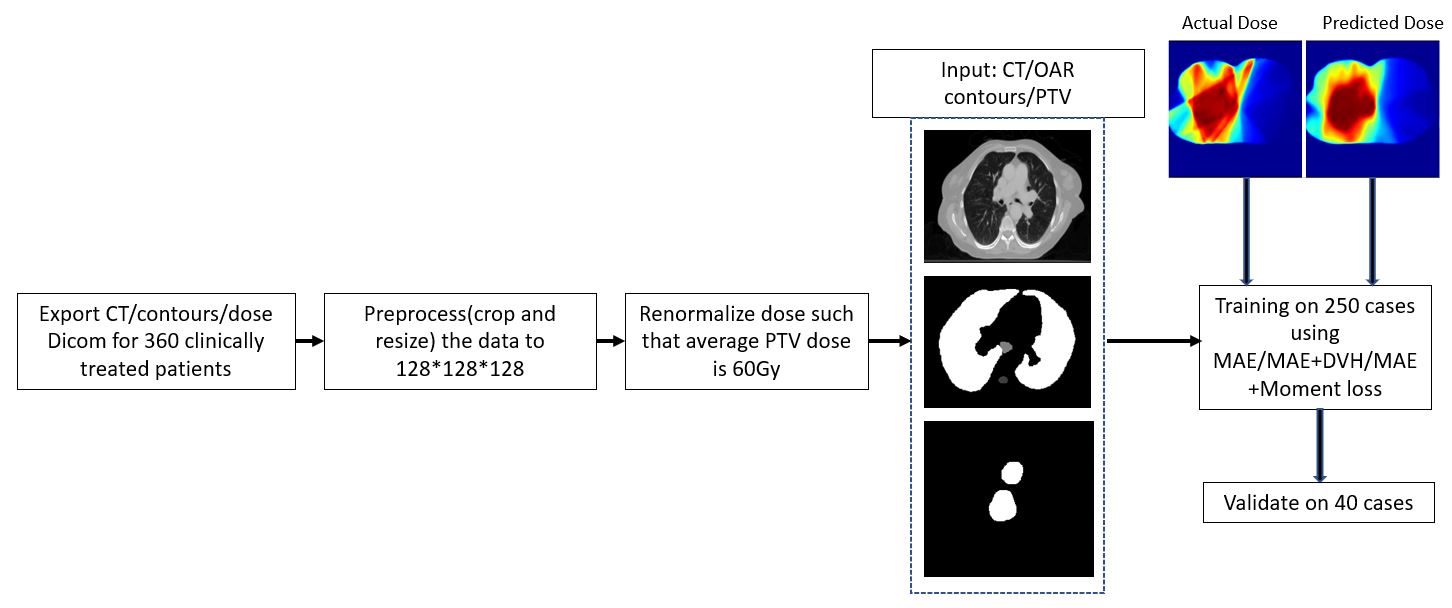 Export CT/contours/dose
Dicom for 360 clinically
treated patients
Preprocess(crop and
resize) the data to
128*128*128
Renormalize dose such
that average PTV dose
is 60Gy
Input: CT/OAR
contours/PTV
Actual Dose
Predicted Dose
Training on 250 cases
using
MAE/MAE+DVH/MAE
+Moment loss
Validate on 40 cases